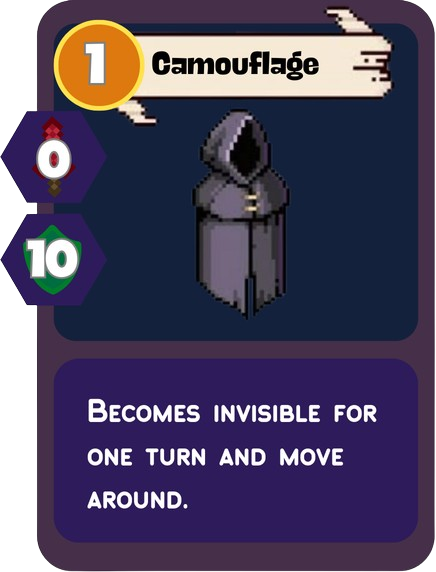 1
Camouflage
0
10
Becomes invisible for
one turn and move
around.